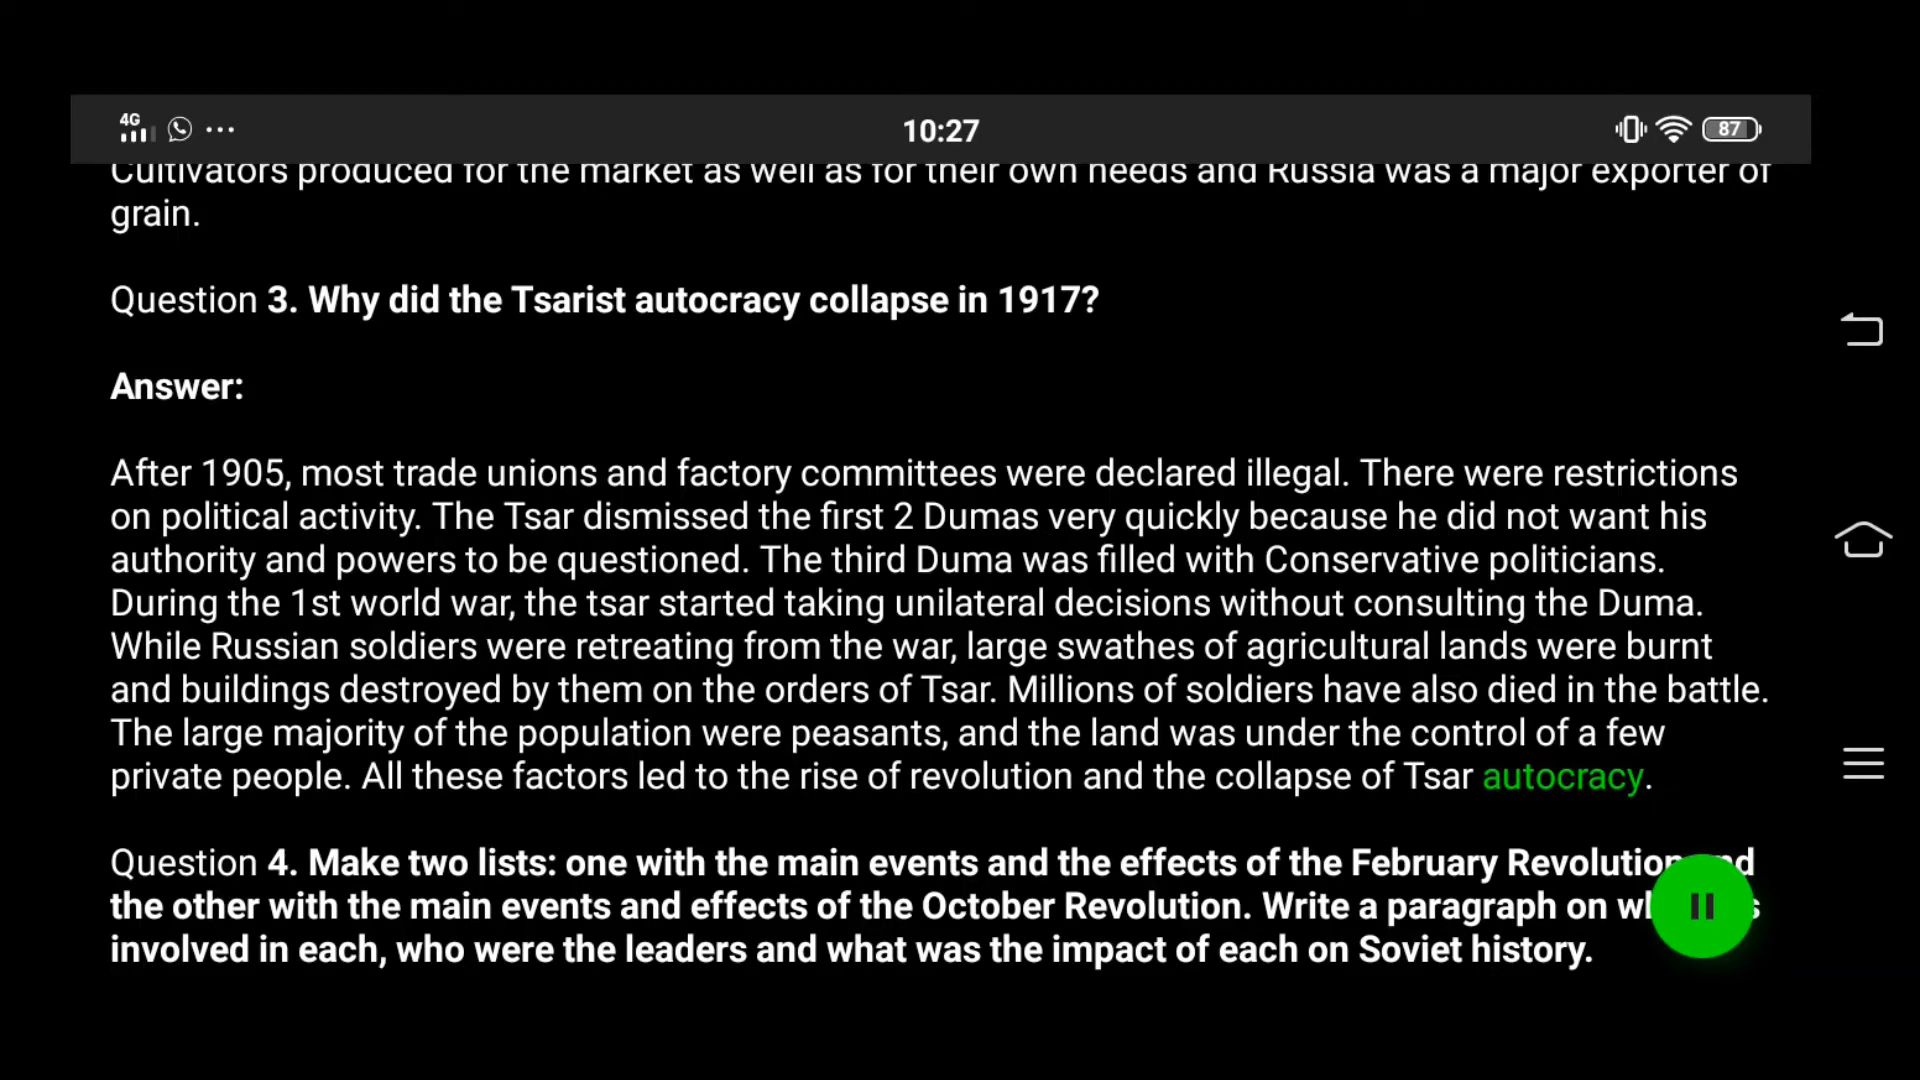 4G
10:27
87
Cultivators produced for the market as well as for their own needs and Russia was a major exporter of
grain.
Question 3. Why did the Tsarist autocracy collapse in 1917?
Answer:
After 1905, most trade unions and factory committees were declared illegal. There were restrictions
on political activity. The Tsar dismissed the first 2 Dumas very quickly because he did not want his
authority and powers to be questioned. The third Duma was filled with Conservative politicians.
During the 1st world war, the tsar started taking unilateral decisions without consulting the Duma.
While Russian soldiers were retreating from the war, large swathes of agricultural lands were burnt
and buildings destroyed by them on the orders of Tsar. Millions of soldiers have also died in the battle.
The large majority of the population were peasants, and the land was under the control of a few
private people. All these factors led to the rise of revolution and the collapse of Tsar autocracy.
Question 4. Make two lists: one with the main events and the effects of the February Revolution
the other with the main events and effects of the October Revolution. Write a paragraph on
involved in each, who were the leaders and what was the impact of each on Soviet history.